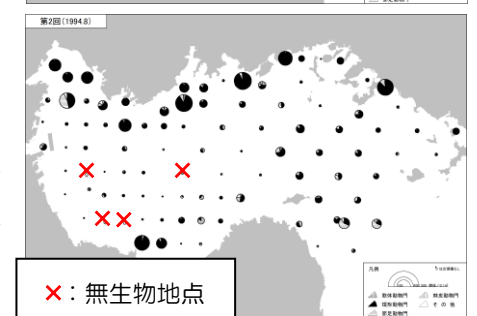 第2回(1994.8)
✕：無生物地点
凡例
軟体動物門
環形動物門
節足動物門
棘皮動物門
その他